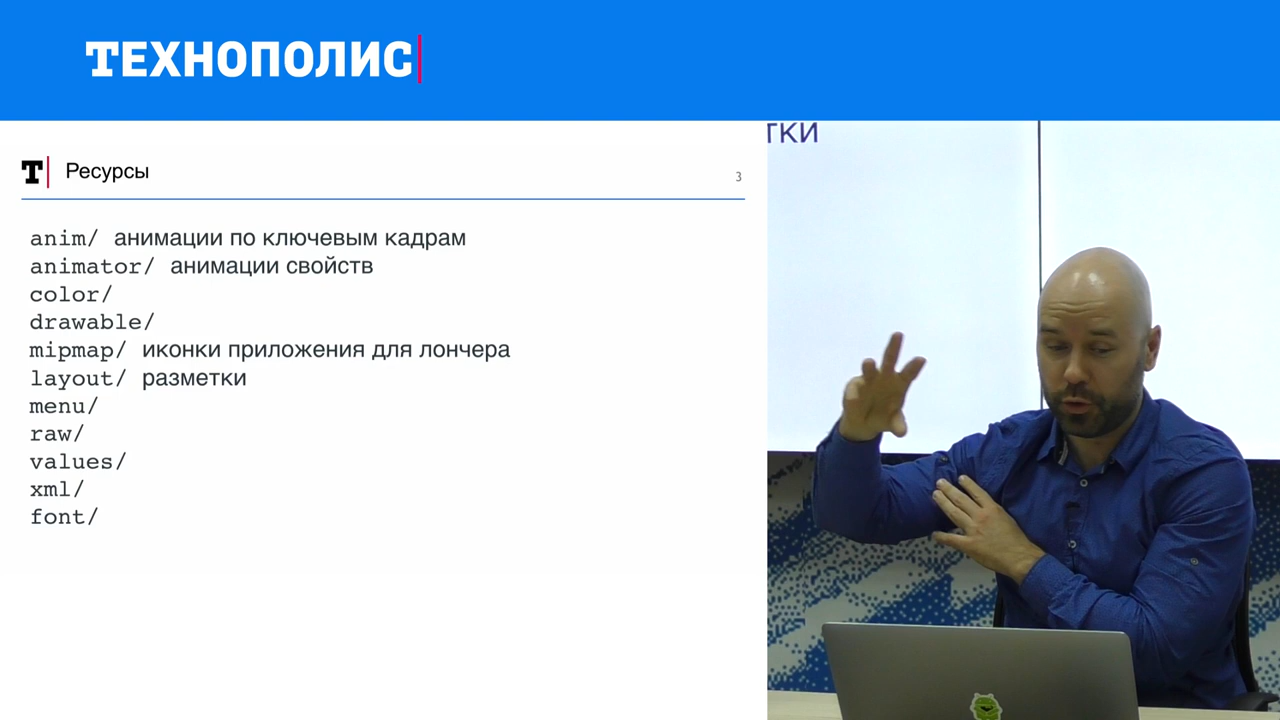 ТЕХНОПОЛИС
ТКИ
Т Ресурсы
3
anim/ анимации по ключевым кадрам
animator/ анимации свойств
color/
drawable/
mipmap/ иконки приложения для лончера
layout/ разметки
menu/
raw/
values/
xml/
font/